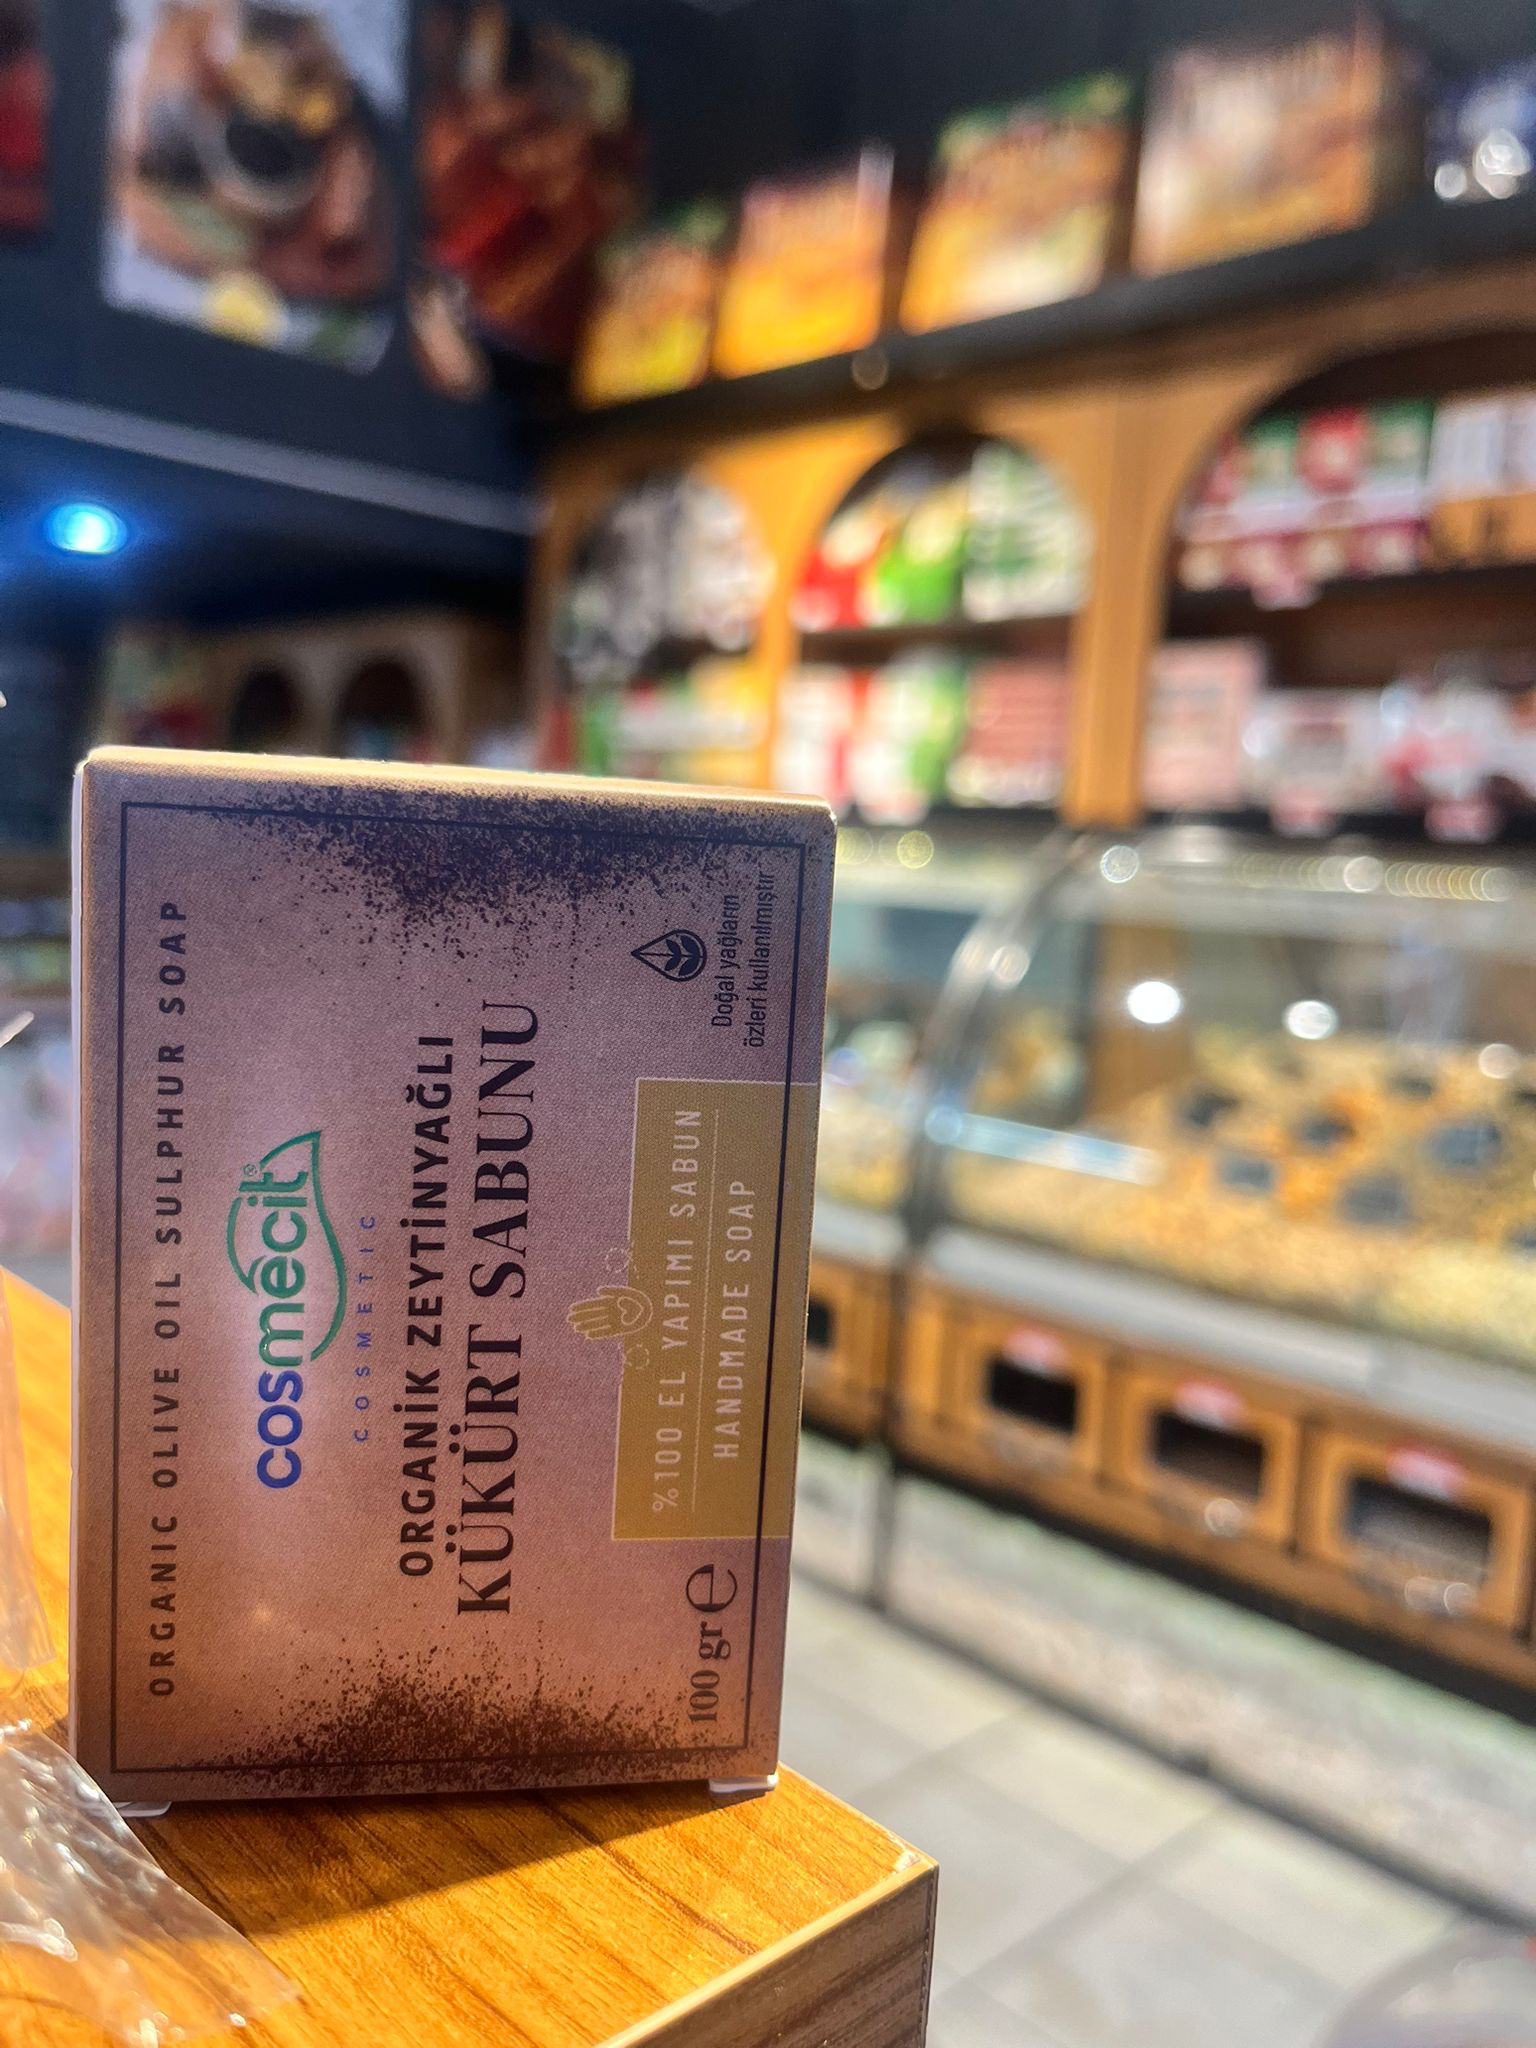 ORGANIC OLIVE OIL SULPHUR SOAP
cosmécit®
COSMETIC
ORGANİK ZEYTİNYAĞLI
KÜKÜRT SABUNU
%100 EL YAPIMI SABUN
HANDMADE SOAP
100 gr ℮
Doğal yağların
özleri kullanılmıştır